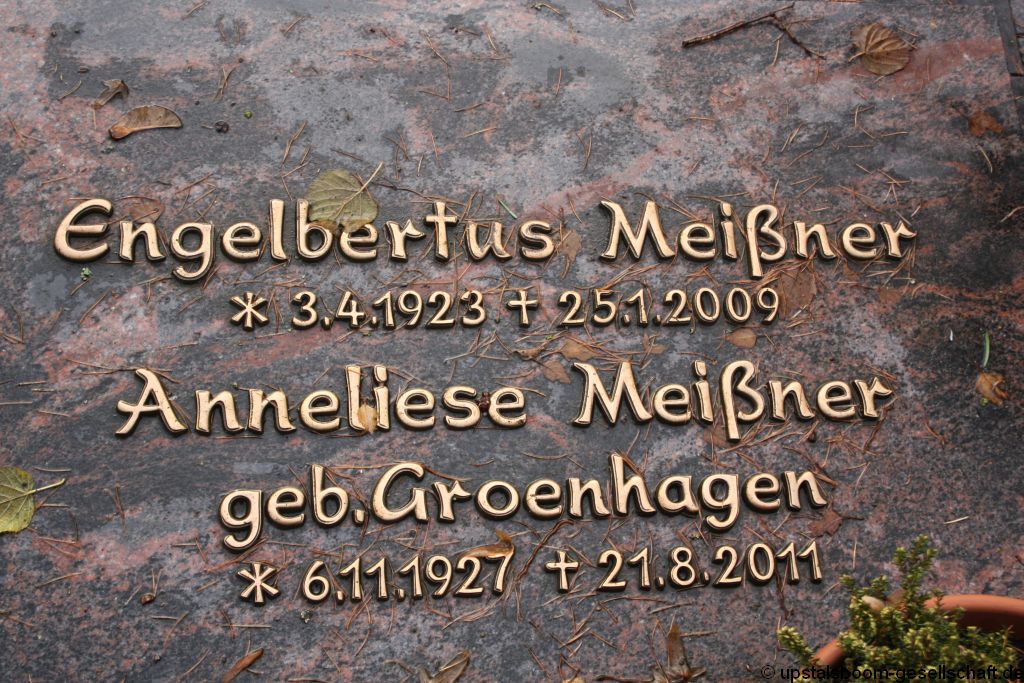 Engelbertus Meißner
* 3.4.1923 † 25.1.2009
Anneliese Meißner
geb. Groenhagen
* 6.11.1927 † 21.8.2011
© upstalsboom-gesellschaft.de